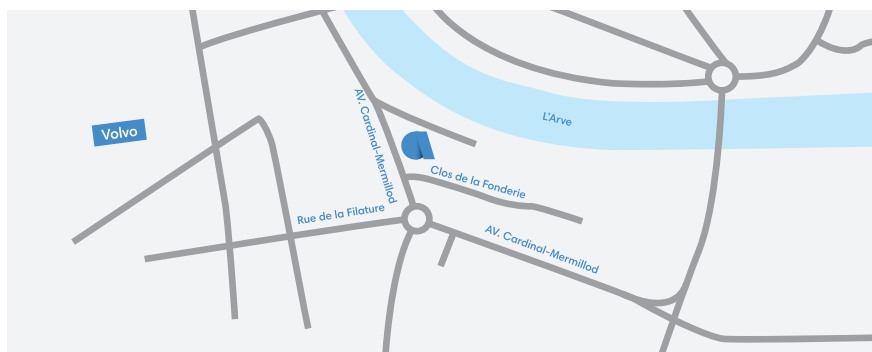 AV. Cardinal-Mermillod
L'Arve
Volvo
Clos de la Fonderie
Rue de la Filature
AV. Cardinal-Mermillod